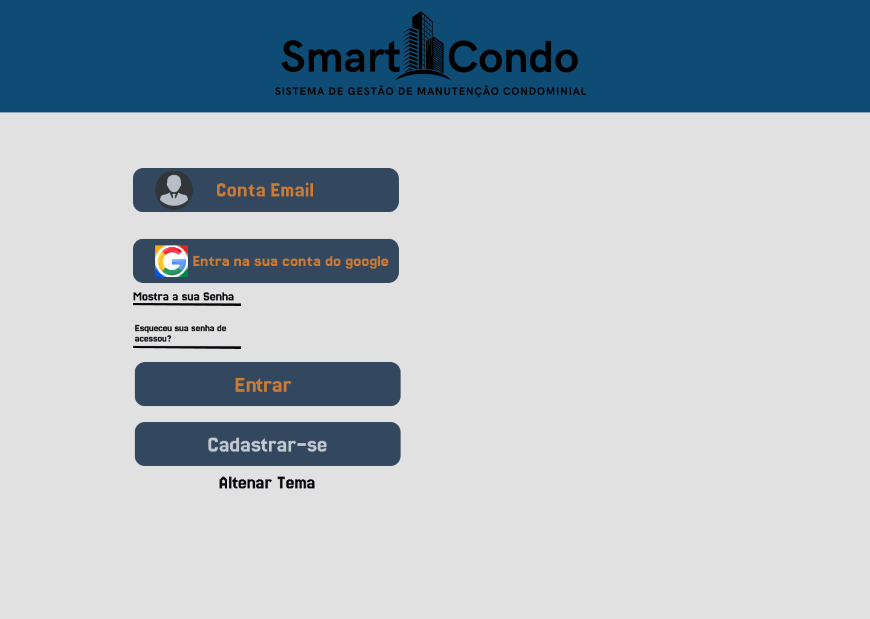 Smart Condo
SISTEMA DE GESTÃO DE MANUTENÇÃO CONDOMINIAL
Conta Email
Entra na sua conta do google
Mostra a sua Senha
Esqueceu sua senha de
acessou?
Entrar
Cadastrar-se
Altenar Tema